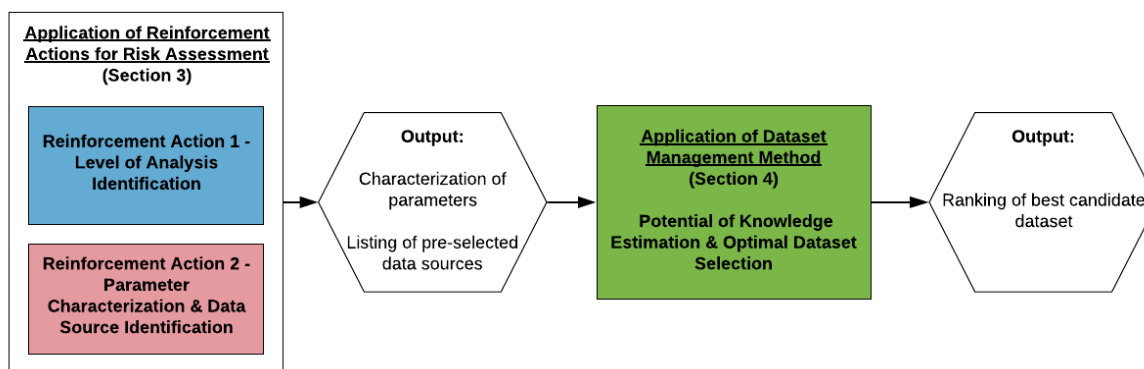 Application of Reinforcement
Actions for Risk Assessment
(Section 3)
Reinforcement Action 1 -
Level of Analysis
Identification
Reinforcement Action 2 -
Parameter
Characterization & Data
Source Identification
Output:
Characterization of
parameters
Listing of pre-selected
data sources
Application of Dataset
Management Method
(Section 4)
Potential of Knowledge
Estimation & Optimal Dataset
Selection
Output:
Ranking of best candidate
dataset